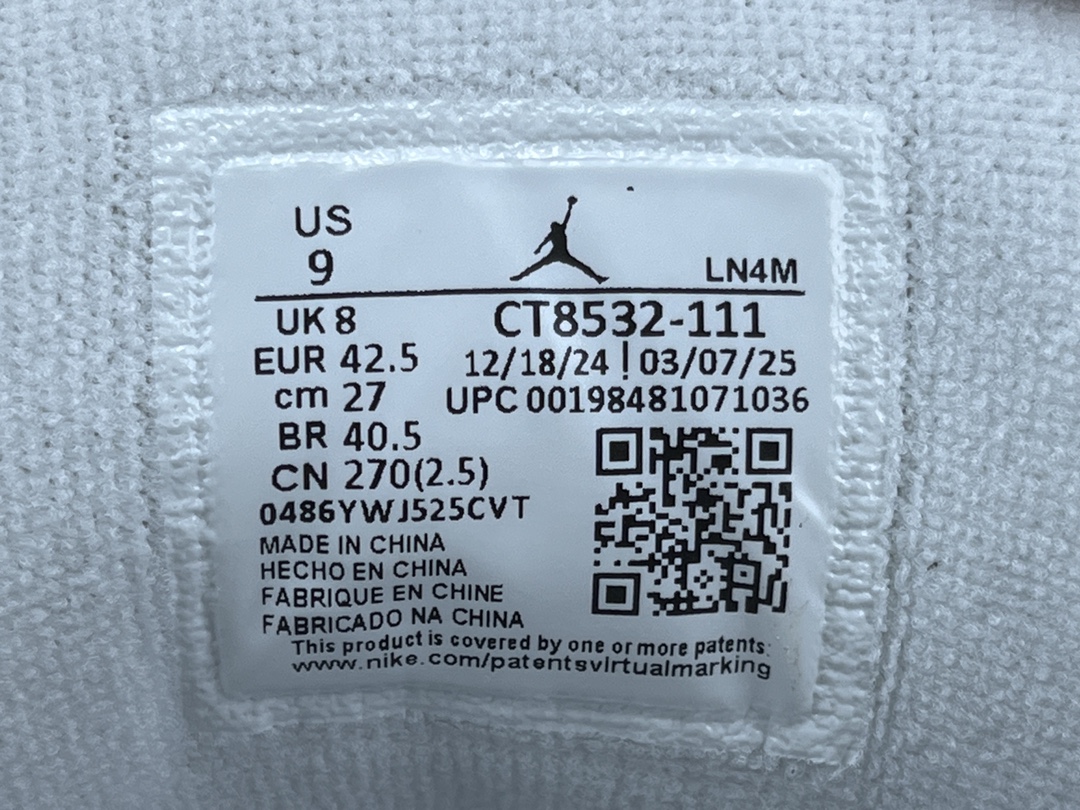 US
9
LN4M
UK 8
CT8532-111
EUR 42.5
12/18/24 | 03/07/25
cm 27
UPC 00198481071036
BR 40.5
CN 270(2.5)
0486YWJ525CVT
MADE IN CHINA
HECHO EN CHINA
FABRIQUE EN CHINE
FABRICADO NA CHINA
This product is covered by one or more patents:
www.nike.com/patentsvirtualmarking